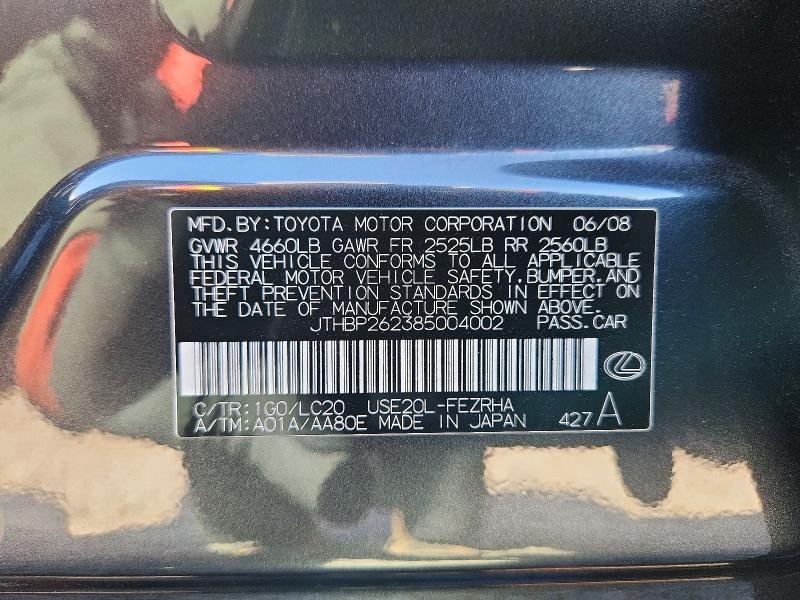 MFD.BY:TOYOTA MOTOR CORPORATION 06/08
GVWR 4660LB GAWR FR 2525LB RR 2560LB
THIS VEHICLE CONFORMS TO ALL APPLICABLE
FEDERAL MOTOR VEHICLE SAFETY,BUMPER,AND
THEFT PREVENTION STANDARDS IN EFFECT ON
THE DATE OF MANUFACTURE SHOWN ABOVE.
JTHBP262385004002 PASS.CAR
C/TR:1G0/LC20 USE20L-FEZRHA
A/TM:A01A/AA80E MADE IN JAPAN 427A